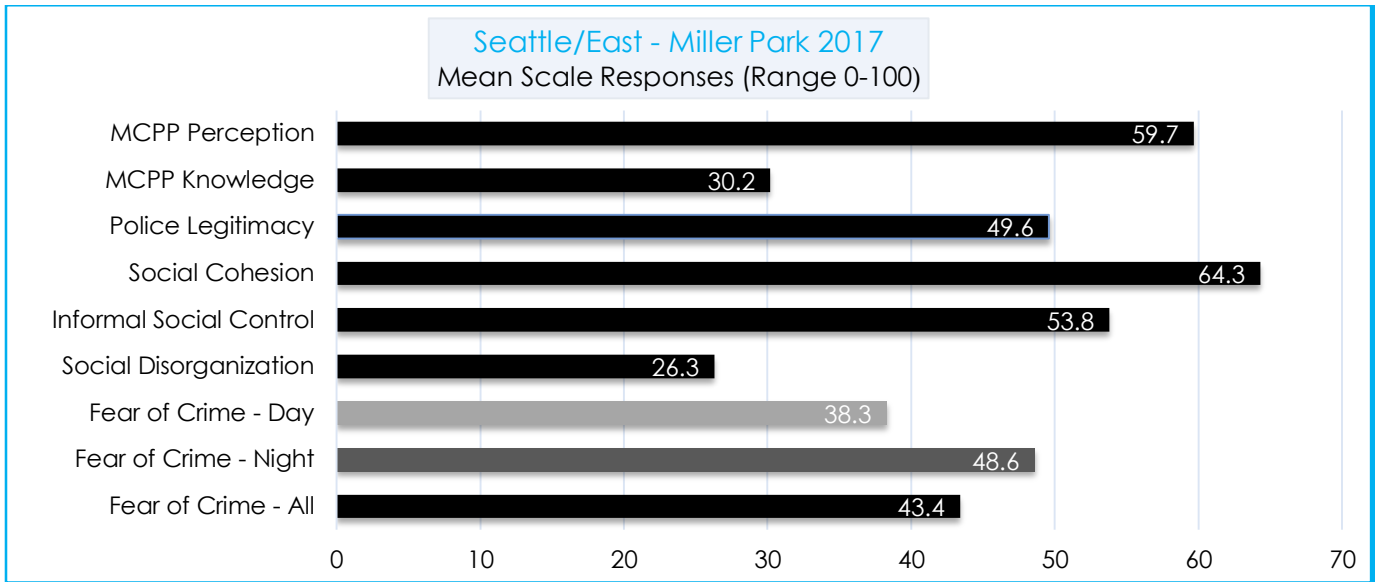 Seattle/East - Miller Park 2017
Mean Scale Responses (Range 0-100)
MCPP Perception 59.7
MCPP Knowledge 30.2
Police Legitimacy 49.6
Social Cohesion 64.3
Informal Social Control 53.8
Social Disorganization 26.3
Fear of Crime - Day 38.3
Fear of Crime - Night 48.6
Fear of Crime - All 43.4
0 10 20 30 40 50 60 70